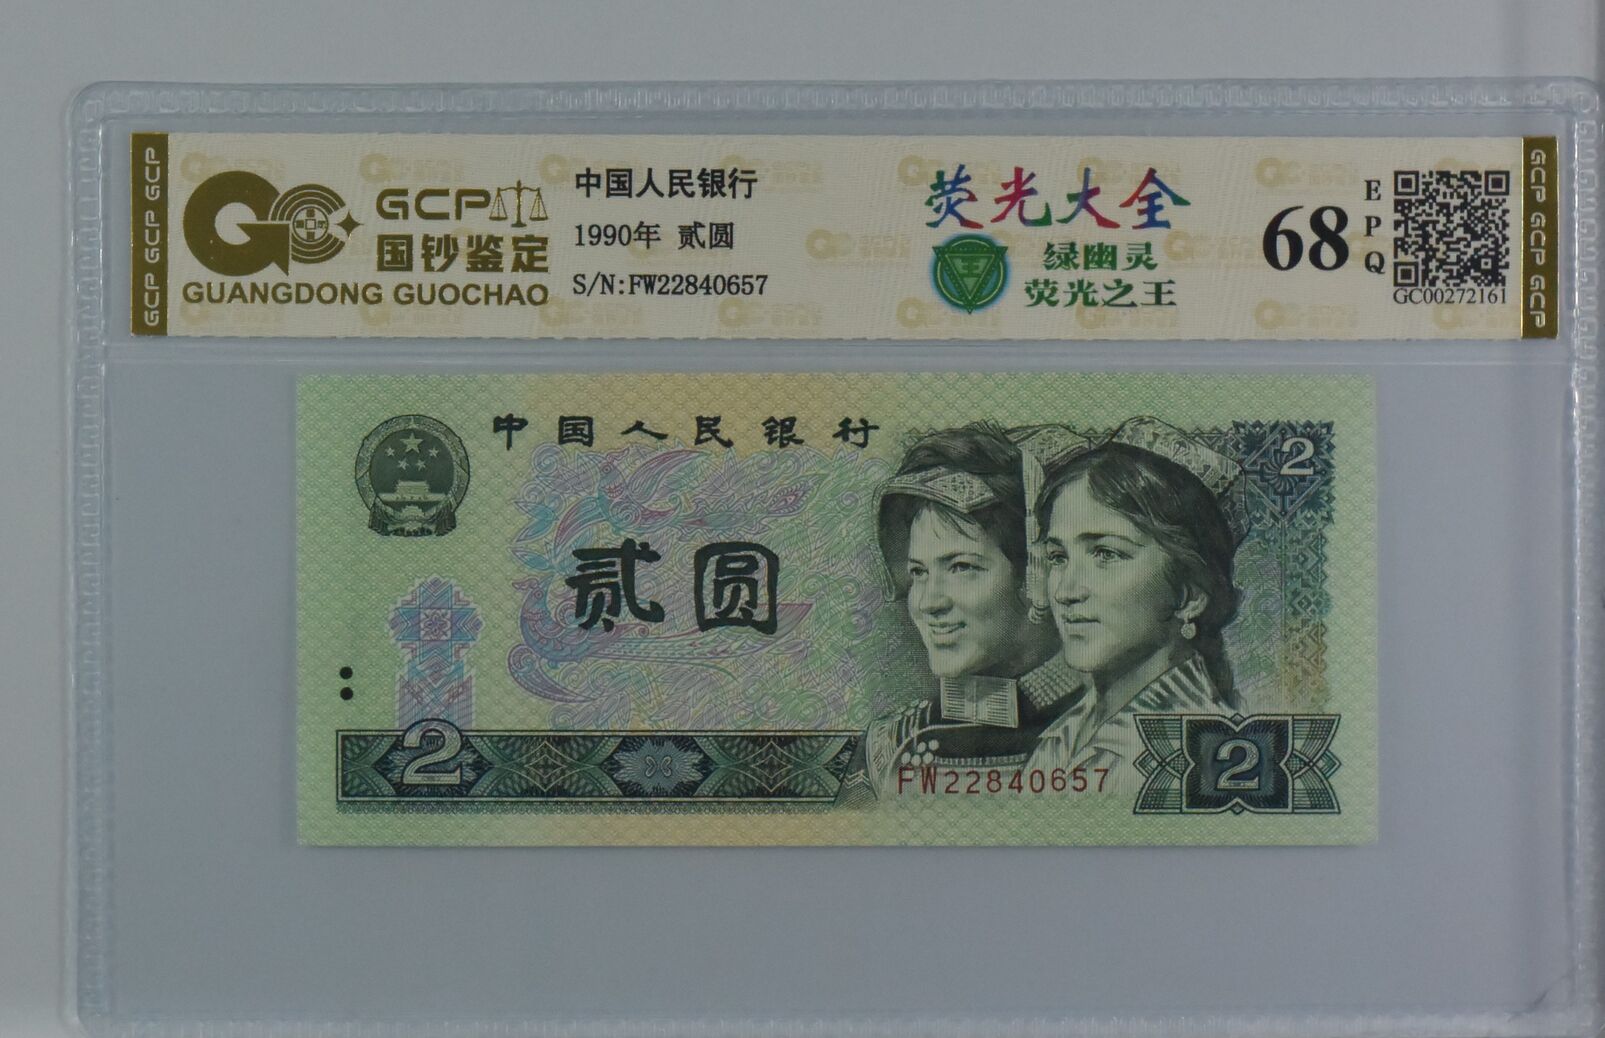 GCP GCP GCP
GCP
国钞鉴定
GUANGDONG GUOCHAO
中国人民银行
1990年 贰圆
S/N:FW22840657
荧光大全
王
绿幽灵
荧光之王
68
EPQ
GC00272161
GCP GCP GCP
中国人民银行
2
贰圆
2
FW22840657
2